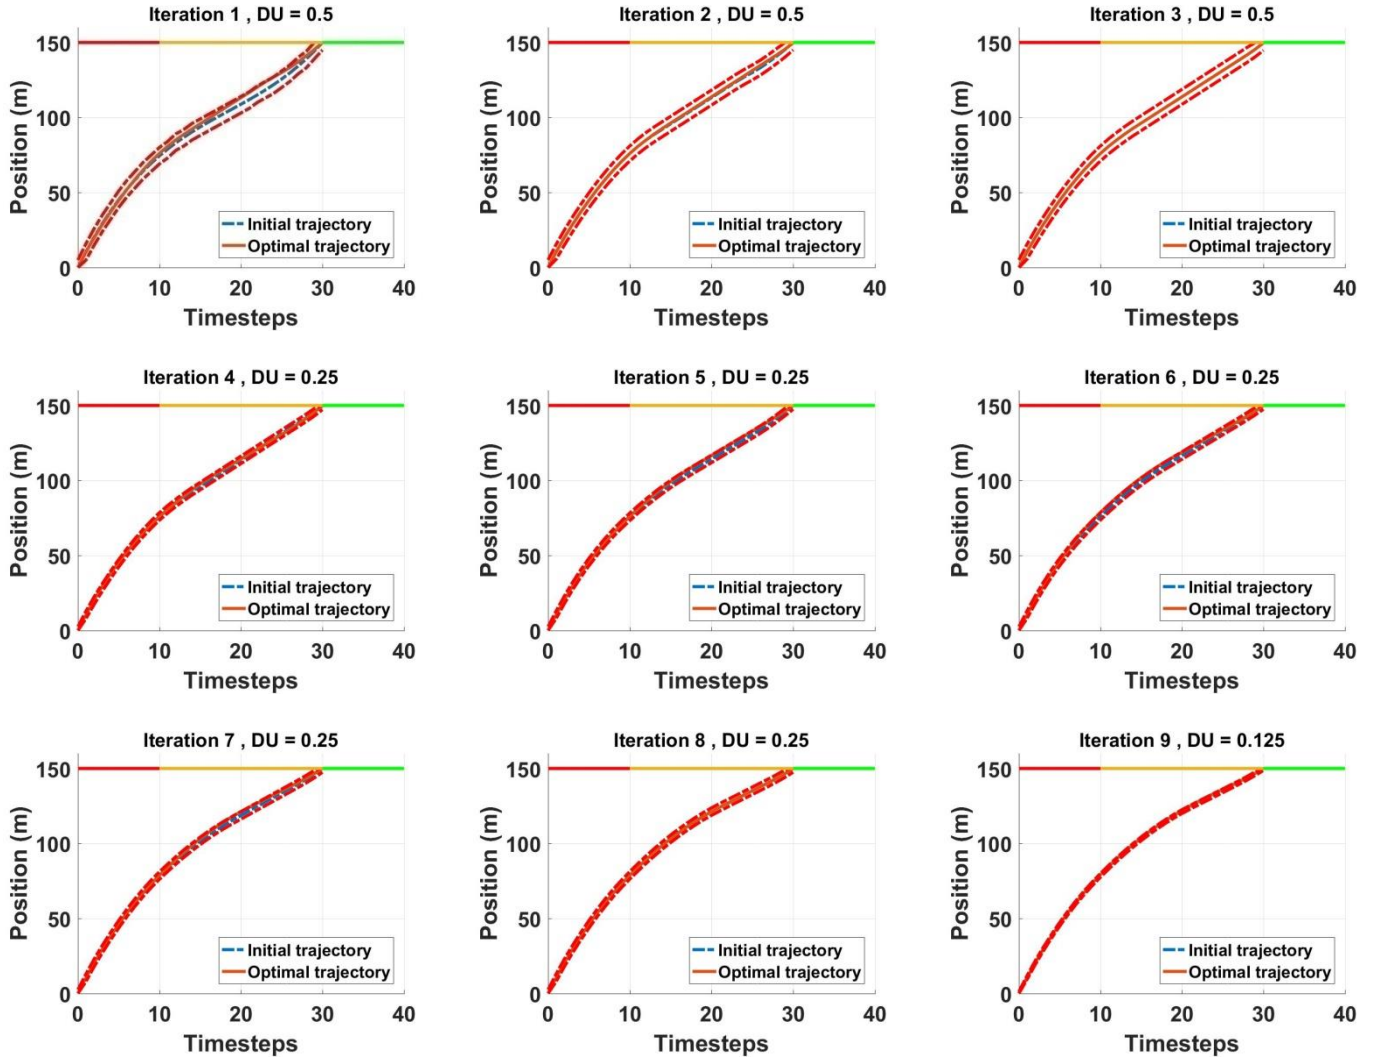 Iteration 1 , DU = 0.5
150
100
50
0
Position (m)
Initial trajectory
Optimal trajectory
0 10 20 30 40
Timesteps
Iteration 2 , DU = 0.5
150
100
50
0
Position (m)
Initial trajectory
Optimal trajectory
0 10 20 30 40
Timesteps
Iteration 3 , DU = 0.5
150
100
50
0
Position (m)
Initial trajectory
Optimal trajectory
0 10 20 30 40
Timesteps
Iteration 4 , DU = 0.25
150
100
50
0
Position (m)
Initial trajectory
Optimal trajectory
0 10 20 30 40
Timesteps
Iteration 5 , DU = 0.25
150
100
50
0
Position (m)
Initial trajectory
Optimal trajectory
0 10 20 30 40
Timesteps
Iteration 6 , DU = 0.25
150
100
50
0
Position (m)
Initial trajectory
Optimal trajectory
0 10 20 30 40
Timesteps
Iteration 7 , DU = 0.25
150
100
50
0
Position (m)
Initial trajectory
Optimal trajectory
0 10 20 30 40
Timesteps
Iteration 8 , DU = 0.25
150
100
50
0
Position (m)
Initial trajectory
Optimal trajectory
0 10 20 30 40
Timesteps
Iteration 9 , DU = 0.125
150
100
50
0
Position (m)
Initial trajectory
Optimal trajectory
0 10 20 30 40
Timesteps